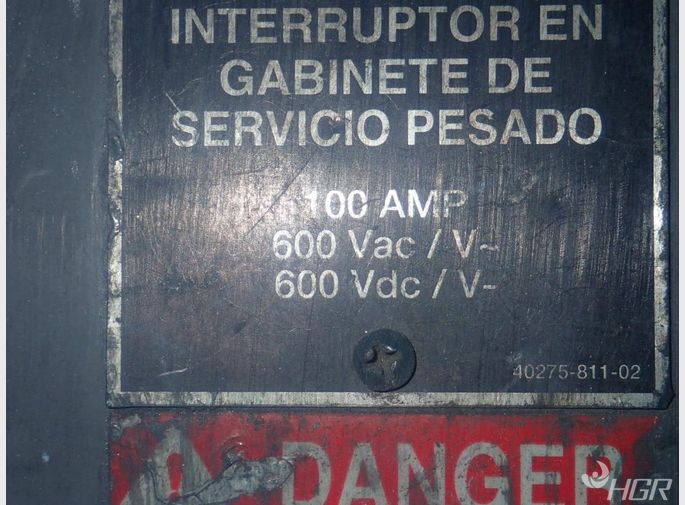 INTERRUPTOR EN
GABINETE DE
SERVICIO PESADO
100 AMP
600 Vac / V~
600 Vdc / V-
40275-811-02
DANGER
HGR